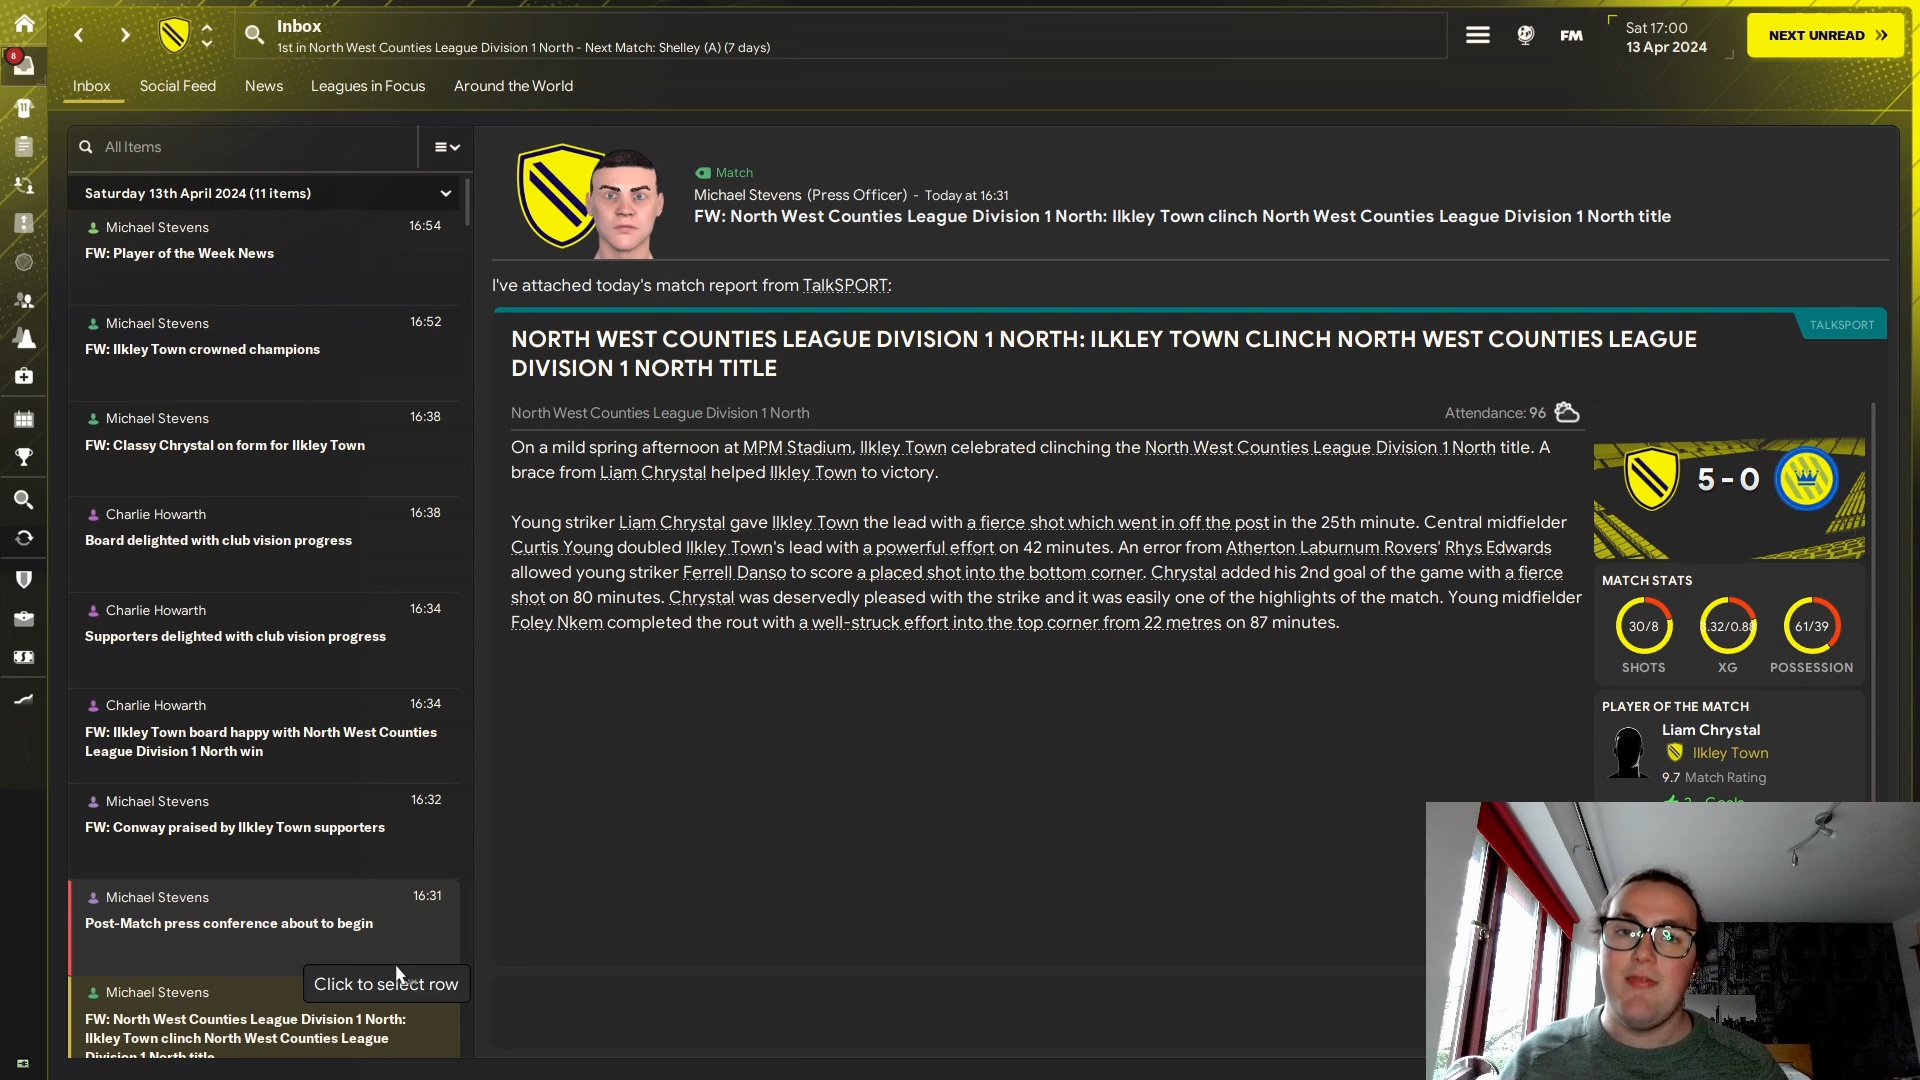 8
Inbox
1st in North West Counties League Division 1 North - Next Match: Shelley (A) (7 days)
FM
Sat 17:00
13 Apr 2024
NEXT UNREAD
Inbox
Social Feed
News
Leagues in Focus
Around the World
All Items
Saturday 13th April 2024 (11 items)
Michael Stevens 16:54
FW: Player of the Week News
Michael Stevens 16:52
FW: Ilkley Town crowned champions
Michael Stevens 16:38
FW: Classy Chrystal on form for Ilkley Town
Charlie Howarth 16:38
Board delighted with club vision progress
Charlie Howarth 16:34
Supporters delighted with club vision progress
Charlie Howarth 16:34
FW: Ilkley Town board happy with North West Counties
League Division 1 North win
Michael Stevens 16:32
FW: Conway praised by Ilkley Town supporters
Michael Stevens 16:31
Post-Match press conference about to begin
Click to select row
Michael Stevens
FW: North West Counties League Division 1 North:
Ilkley Town clinch North West Counties League
Division 1 North title
Match
Michael Stevens (Press Officer) - Today at 16:31
FW: North West Counties League Division 1 North: Ilkley Town clinch North West Counties League Division 1 North title
I've attached today's match report from TalkSPORT:
TALKSPORT
NORTH WEST COUNTIES LEAGUE DIVISION 1 NORTH: ILKLEY TOWN CLINCH NORTH WEST COUNTIES LEAGUE
DIVISION 1 NORTH TITLE
North West Counties League Division 1 North
Attendance: 96
On a mild spring afternoon at MPM Stadium, Ilkley Town celebrated clinching the North West Counties League Division 1 North title. A
brace from Liam Chrystal helped Ilkley Town to victory.
Young striker Liam Chrystal gave Ilkley Town the lead with a fierce shot which went in off the post in the 25th minute. Central midfielder
Curtis Young doubled Ilkley Town's lead with a powerful effort on 42 minutes. An error from Atherton Laburnum Rovers' Rhys Edwards
allowed young striker Ferrell Danso to score a placed shot into the bottom corner. Chrystal added his 2nd goal of the game with a fierce
shot on 80 minutes. Chrystal was deservedly pleased with the strike and it was easily one of the highlights of the match. Young midfielder
Foley Nkem completed the rout with a well-struck effort into the top corner from 22 metres on 87 minutes.
5 - 0
MATCH STATS
30/8
.32/0.8
61/39
SHOTS
XG
POSSESSION
PLAYER OF THE MATCH
Liam Chrystal
Ilkley Town
9.7 Match Rating
2 - Goals